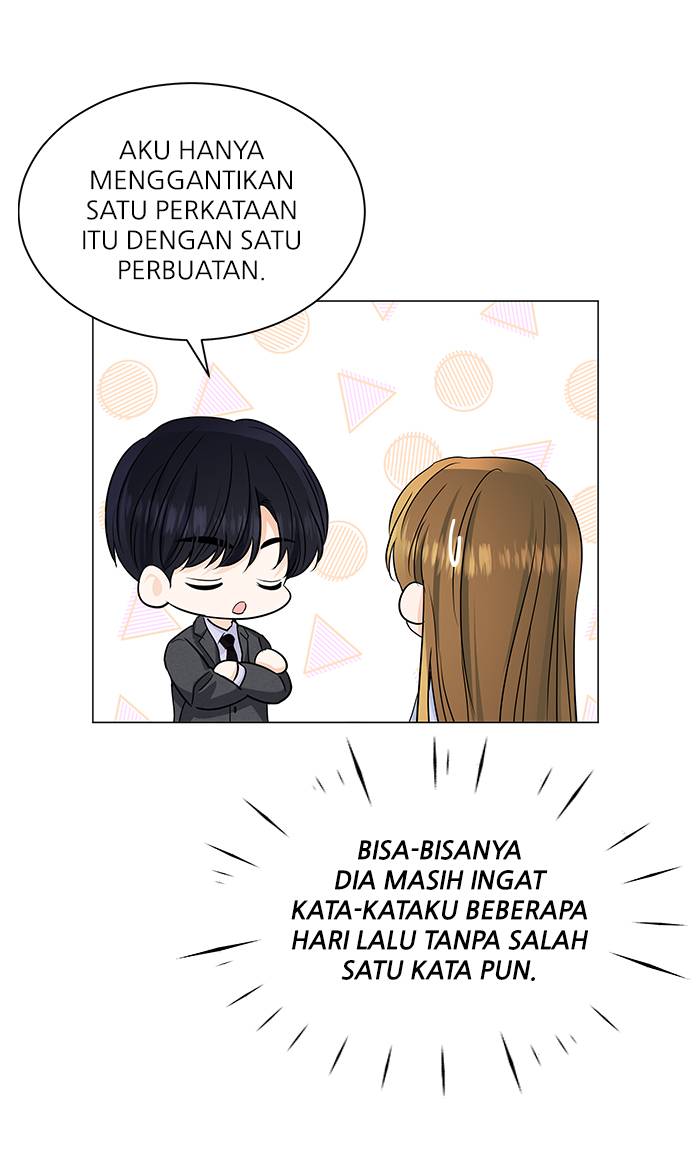 AKU HANYA
MENGGANTIKAN
SATU PERKATAAN
ITU DENGAN SATU
PERBUATAN.
BISA-BISANYA
DIA MASIH INGAT
KATA-KATAKU BEBERAPA
HARI LALU TANPA SALAH
SATU KATA PUN.